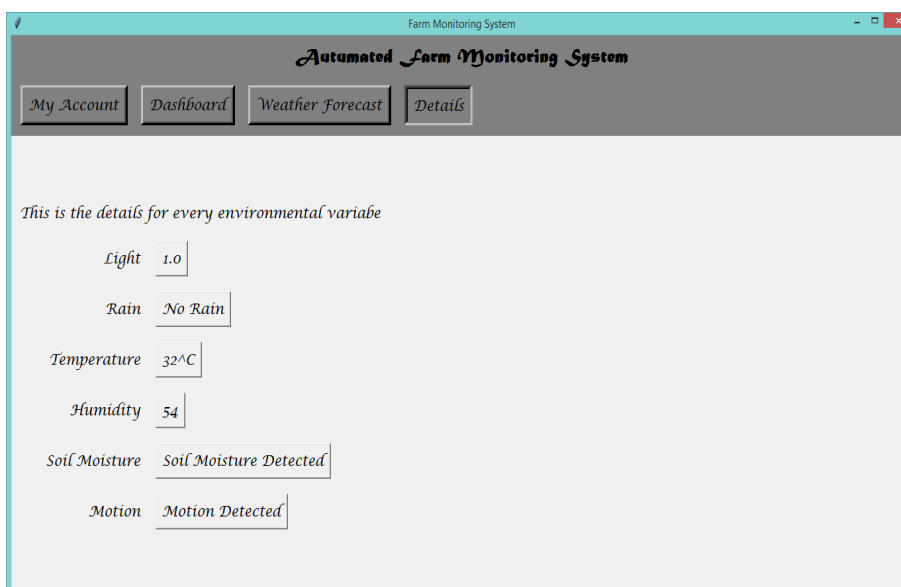 Farm Monitoring System
Autumated Farm Monitoring System
My Account Dashboard Weather Forecast Details
This is the details for every environmental variabe
Light 1.0
Rain No Rain
Temperature 32^C
Humidity 54
Soil Moisture Soil Moisture Detected
Motion Motion Detected